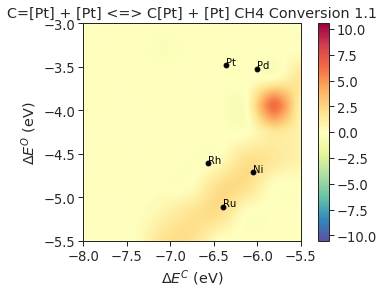 C=[Pt] + [Pt] <=> C[Pt] + [Pt] CH4 Conversion 1.1
−3.0
−3.5
−4.0
−4.5
−5.0
−5.5
ΔE^O (eV)
Pt
Pd
Rh
Ni
Ru
−8.0 −7.5 −7.0 −6.5 −6.0 −5.5
ΔE^C (eV)
10.0
7.5
5.0
2.5
0.0
−2.5
−5.0
−7.5
−10.0